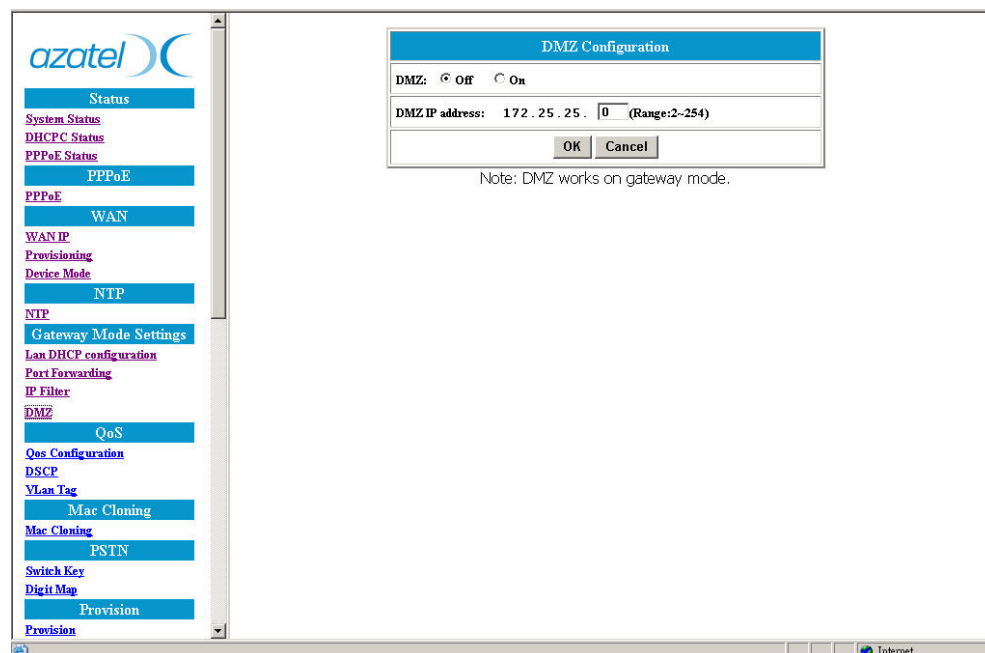 azatel
Status
System Status
DHCPC Status
PPPoE Status
PPPoE
PPPoE
WAN
WAN IP
Provisioning
Device Mode
NTP
NTP
Gateway Mode Settings
Lan DHCP configuration
Port Forwarding
IP Filter
DMZ
QoS
Qos Configuration
DSCP
VLan Tag
Mac Cloning
Mac Cloning
PSTN
Switch Key
Digit Map
Provision
Provision
DMZ Configuration
DMZ: Off On
DMZ IP address: 172.25.25. 0 (Range:2~254)
OK Cancel
Note: DMZ works on gateway mode.
Internet